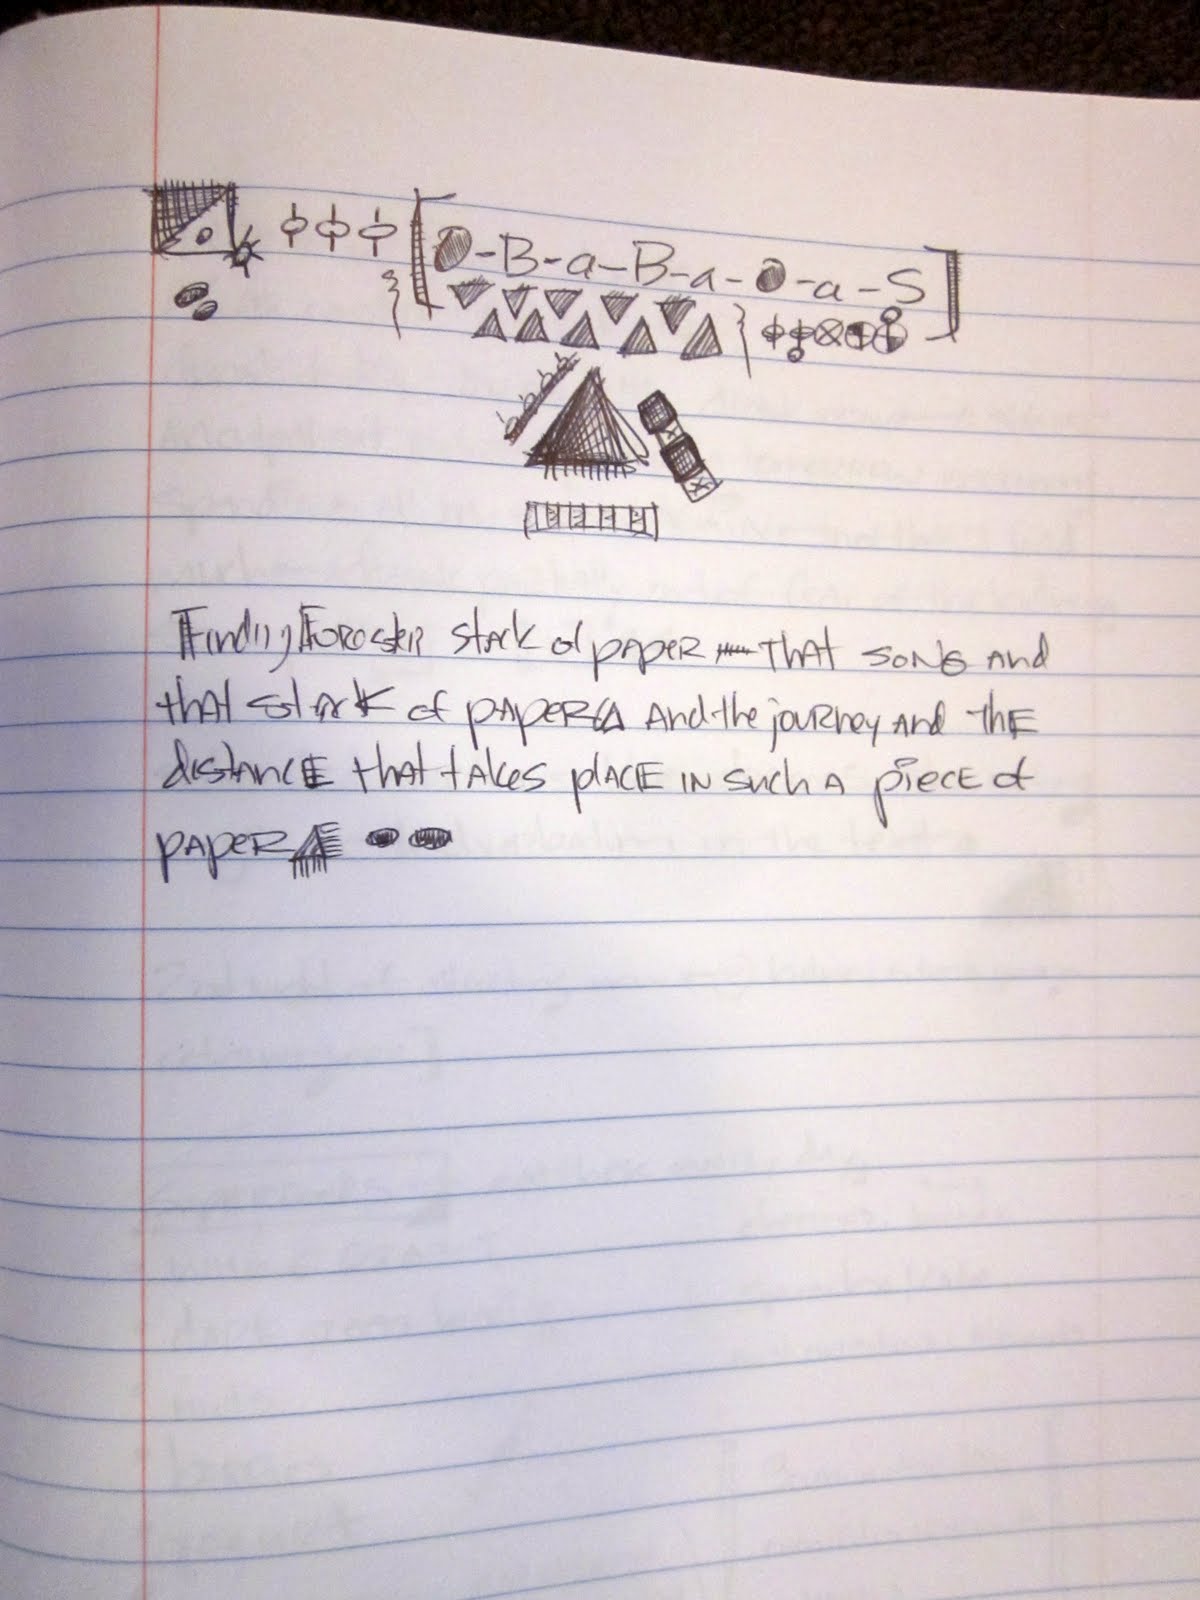 O-B-a-B-a-O-a-S
Finding Forester stack of paper — that song and
that stack of paper and the journey and the
distance that takes place in such a piece of
paper